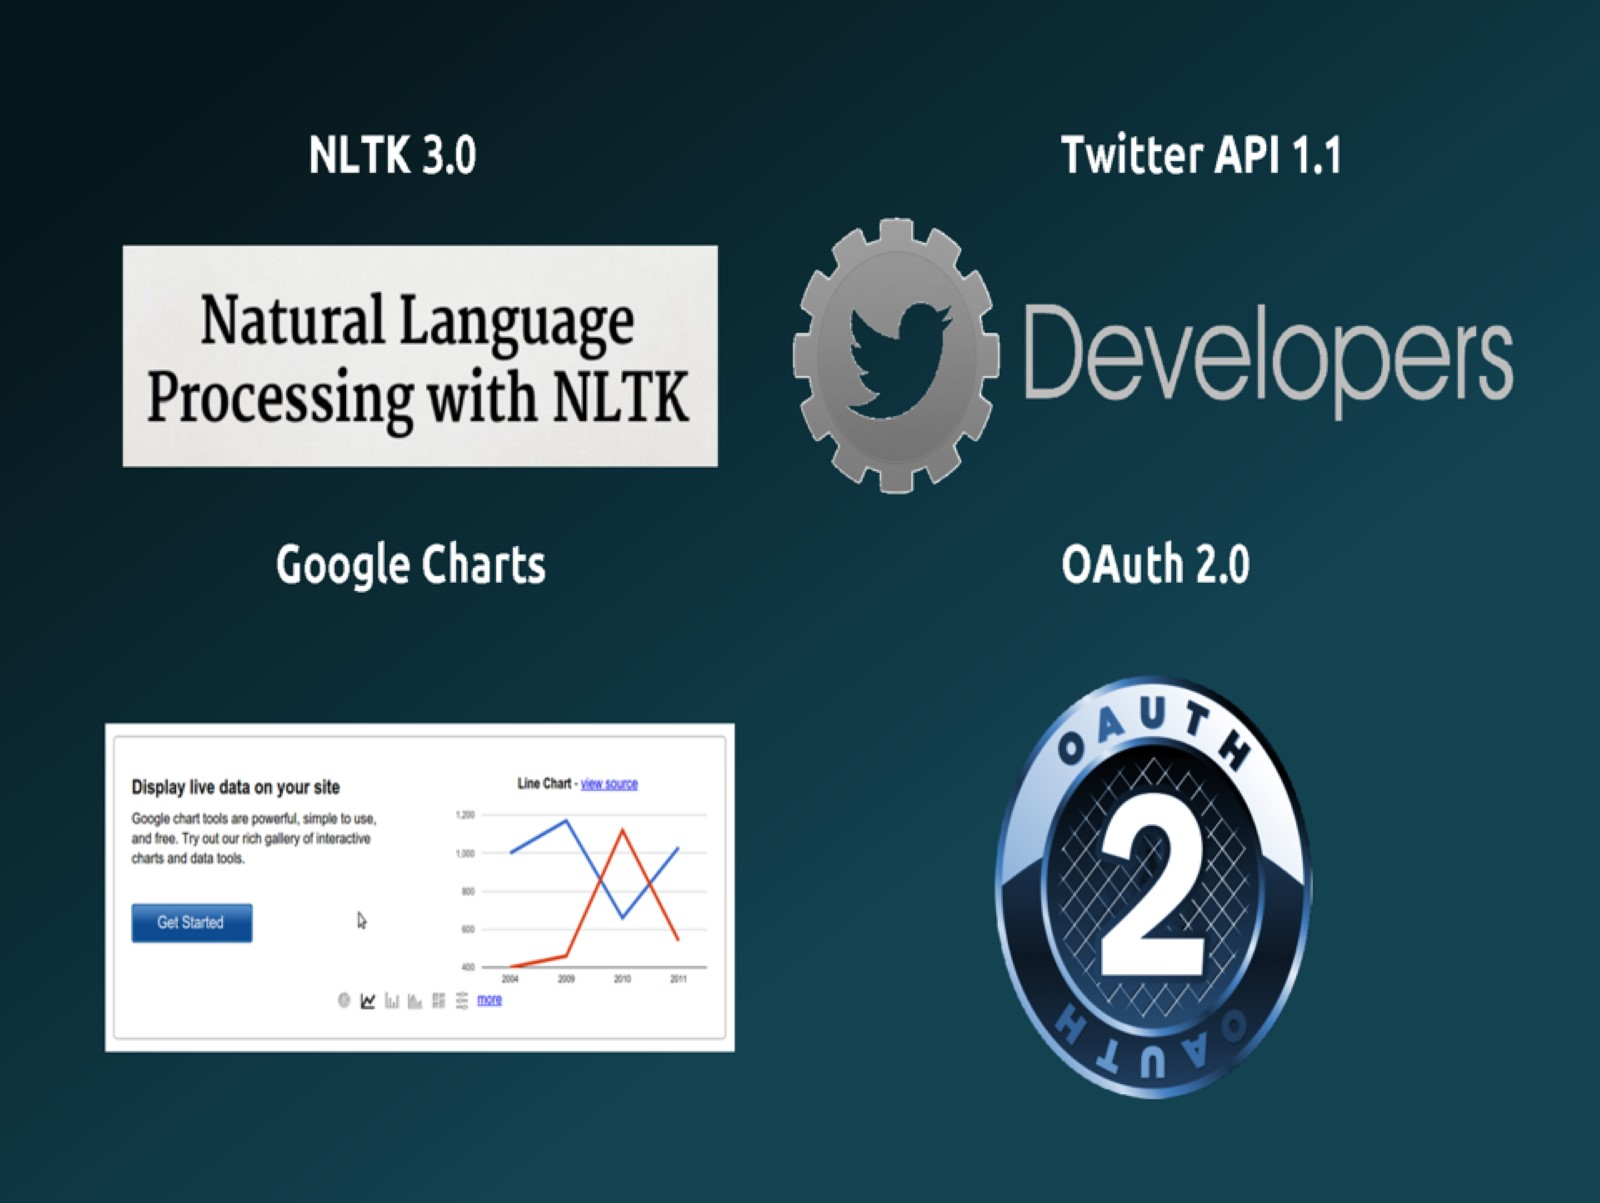 NLTK 3.0
Twitter API 1.1
Natural Language
Processing with NLTK
Developers
Google Charts
OAuth 2.0
Display live data on your site
Google chart tools are powerful, simple to use,
and free. Try out our rich gallery of interactive
charts and data tools.
Get Started
Line Chart - view source
1,200
1,000
800
600
400
2004
2009
2010
2011
more
OAUTH
2
OAUTH